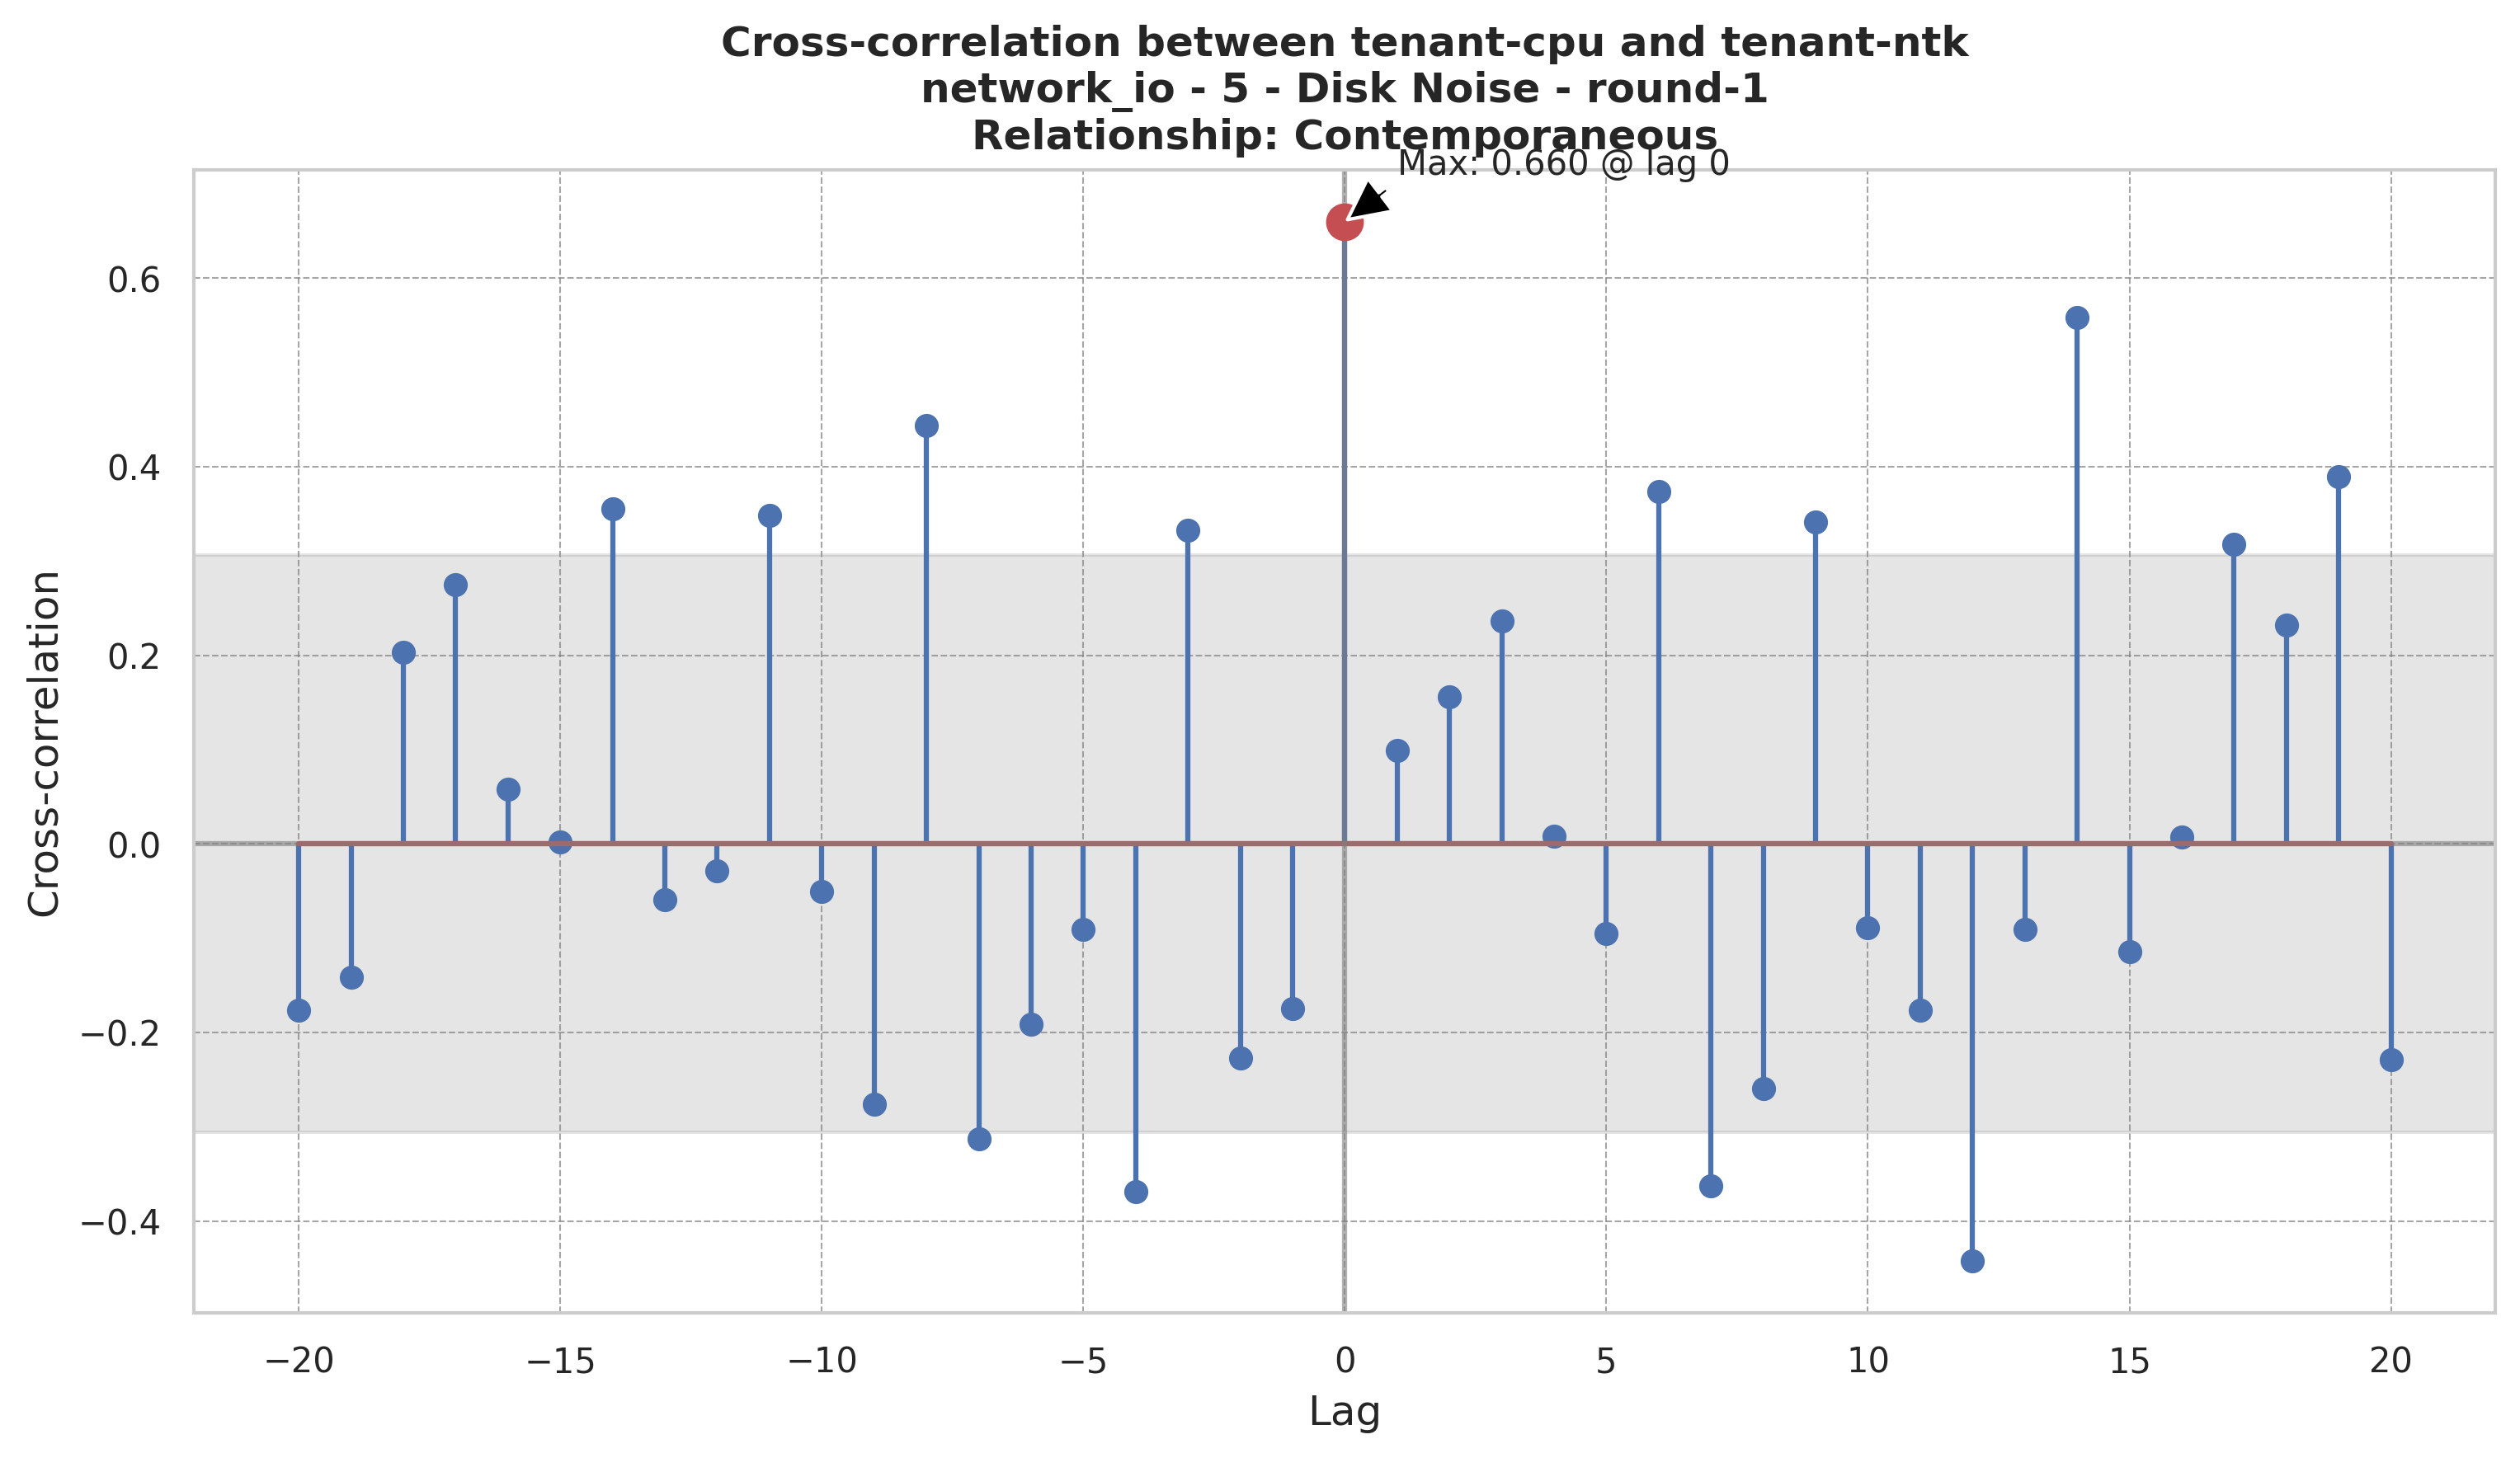 Cross-correlation between tenant-cpu and tenant-ntk
network_io - 5 - Disk Noise - round-1
Relationship: Contemporaneous
Max: 0.660 @ lag 0
Cross-correlation
0.6
0.4
0.2
0.0
−0.2
−0.4
−20 −15 −10 −5 0 5 10 15 20
Lag